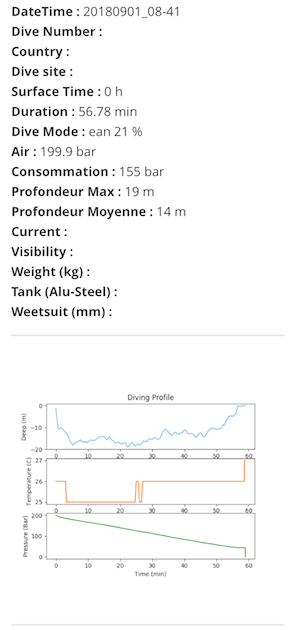 DateTime : 20180901_08-41
Dive Number :
Country :
Dive site :
Surface Time : 0 h
Duration : 56.78 min
Dive Mode : ean 21 %
Air : 199.9 bar
Consommation : 155 bar
Profondeur Max : 19 m
Profondeur Moyenne : 14 m
Current :
Visibility :
Weight (kg) :
Tank (Alu-Steel) :
Weetsuit (mm) :
Diving Profile
Deep (m)
0
−10
−20
0 10 20 30 40 50 60
Temperature (C)
27
26
25
0 10 20 30 40 50 60
Pressure (Bar)
200
100
0
0 10 20 30 40 50 60
Time (min)